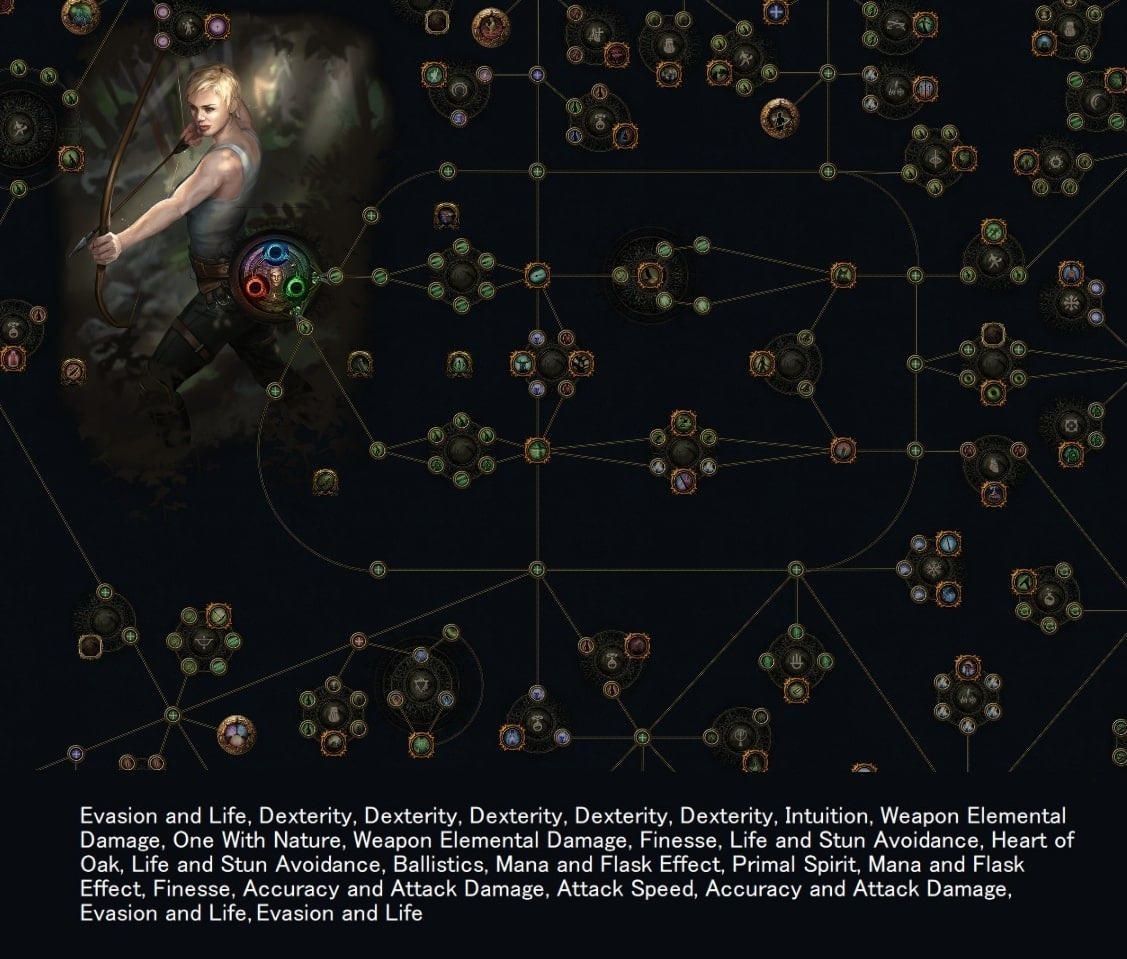 Evasion and Life, Dexterity, Dexterity, Dexterity, Dexterity, Dexterity, Intuition, Weapon Elemental
Damage, One With Nature, Weapon Elemental Damage, Finesse, Life and Stun Avoidance, Heart of
Oak, Life and Stun Avoidance, Ballistics, Mana and Flask Effect, Primal Spirit, Mana and Flask
Effect, Finesse, Accuracy and Attack Damage, Attack Speed, Accuracy and Attack Damage,
Evasion and Life, Evasion and Life